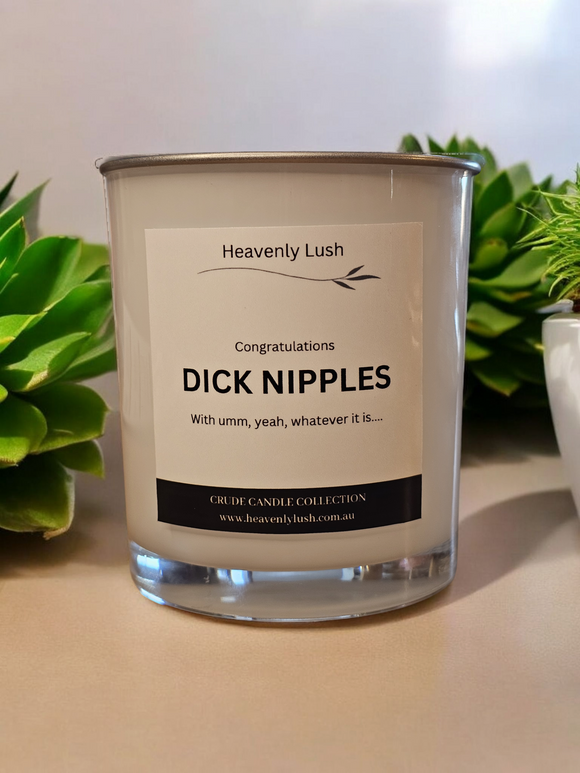 Heavenly Lush
Congratulations
DICK NIPPLES
With umm, yeah, whatever it is....
CRUDE CANDLE COLLECTION
www.heavenlylush.com.au